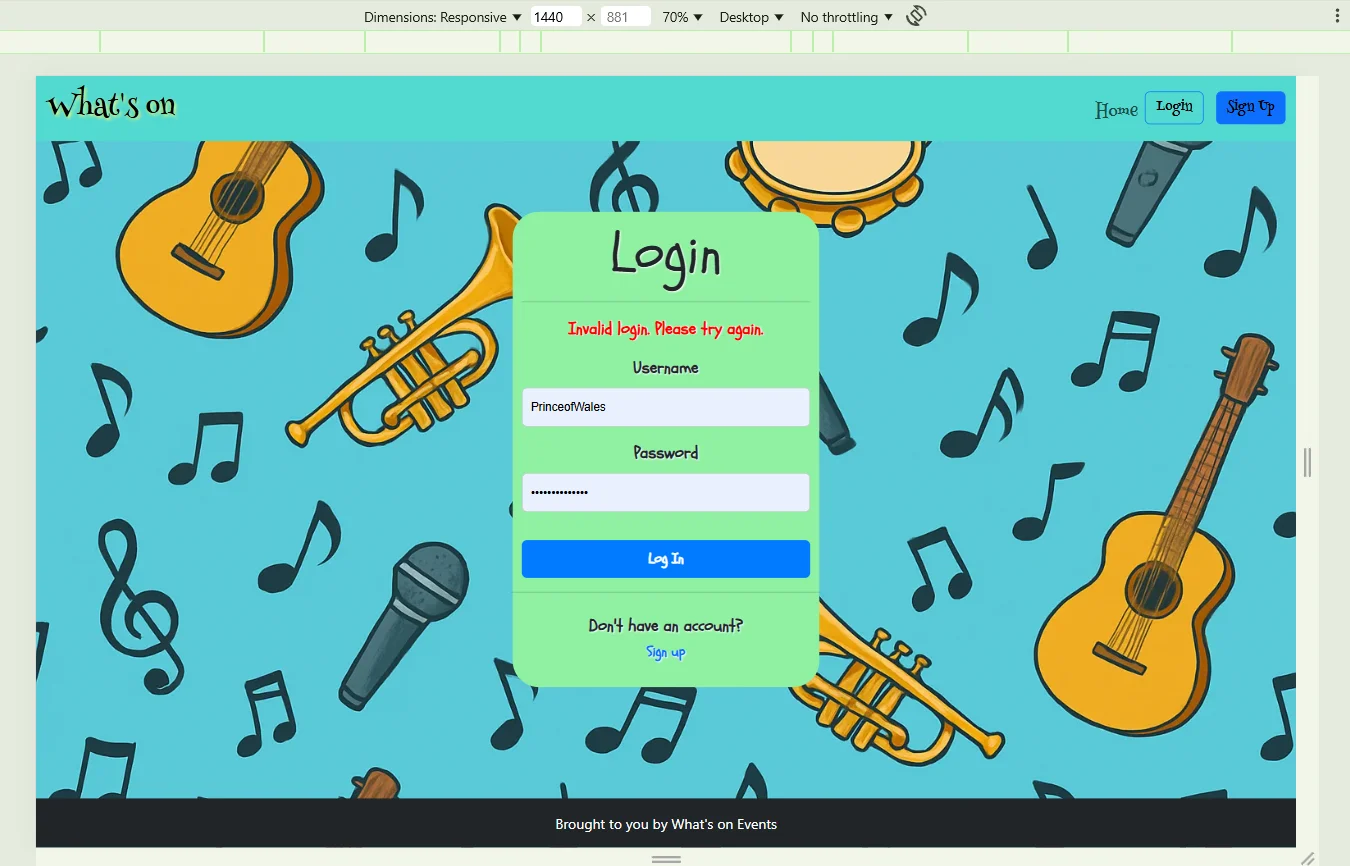 Dimensions: Responsive ▼ 1440 × 881 70% ▼ Desktop ▼ No throttling ▼
What's on
Home Login Sign Up
Login
Invalid login. Please try again.
Username
PrinceofWales
Password
••••••••••••••
Log In
Don't have an account?
Sign up
Brought to you by What's on Events